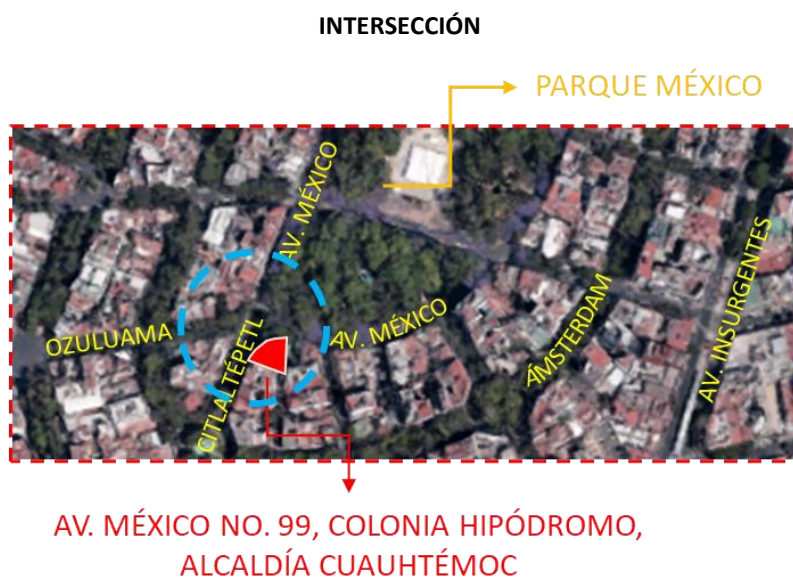 INTERSECCIÓN
PARQUE MÉXICO
AV. MÉXICO
OZULUAMA
CITLALTÉPETL
AV. MÉXICO
ÁMSTERDAM
AV. INSURGENTES
AV. MÉXICO NO. 99, COLONIA HIPÓDROMO,
ALCALDÍA CUAUHTÉMOC